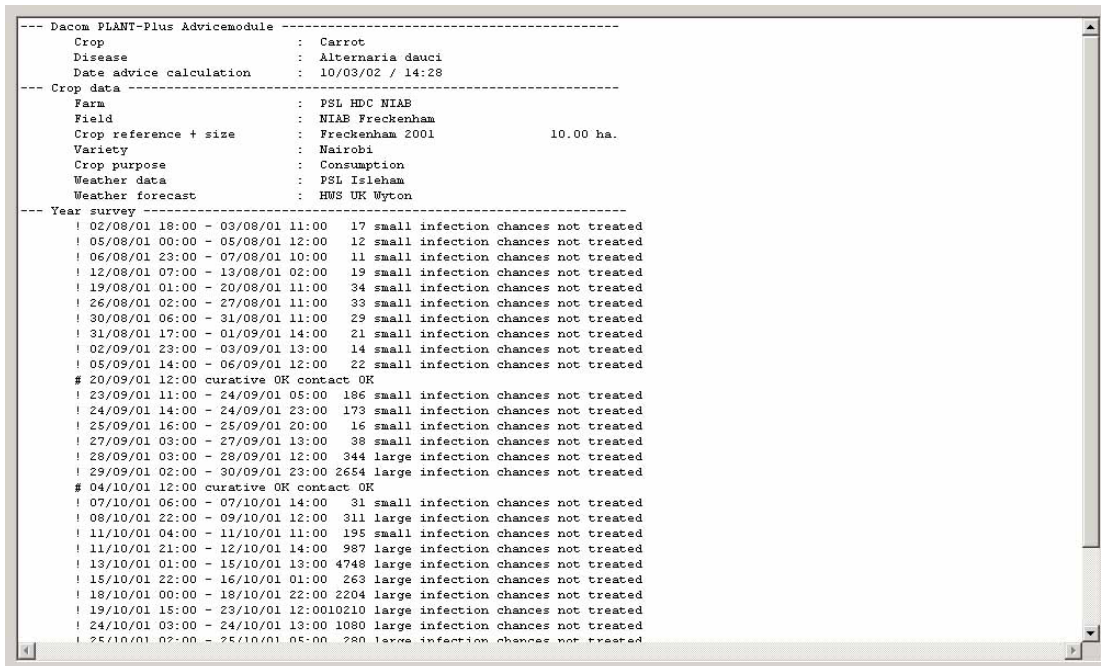 --- Dacom PLANT-Plus Advicemodule -------------------------------------------
Crop : Carrot
Disease : Alternaria dauci
Date advice calculation : 10/03/02 / 14:28
--- Crop data ----------------------------------------------------------------
Farm : PSL HDC NIAB
Field : NIAB Freckenham
Crop reference + size : Freckenham 2001 10.00 ha.
Variety : Nairobi
Crop purpose : Consumption
Weather data : PSL Isleham
Weather forecast : HWS UK Wyton
--- Year survey --------------------------------------------------------------
! 02/08/01 18:00 - 03/08/01 11:00 17 small infection chances not treated
! 05/08/01 00:00 - 05/08/01 12:00 12 small infection chances not treated
! 06/08/01 23:00 - 07/08/01 10:00 11 small infection chances not treated
! 12/08/01 07:00 - 13/08/01 02:00 19 small infection chances not treated
! 19/08/01 01:00 - 20/08/01 11:00 34 small infection chances not treated
! 26/08/01 02:00 - 27/08/01 11:00 33 small infection chances not treated
! 30/08/01 06:00 - 31/08/01 11:00 29 small infection chances not treated
! 31/08/01 17:00 - 01/09/01 14:00 21 small infection chances not treated
! 02/09/01 23:00 - 03/09/01 13:00 14 small infection chances not treated
! 05/09/01 14:00 - 06/09/01 12:00 22 small infection chances not treated
# 20/09/01 12:00 curative OK contact OK
! 23/09/01 11:00 - 24/09/01 05:00 186 small infection chances not treated
! 24/09/01 14:00 - 24/09/01 23:00 173 small infection chances not treated
! 25/09/01 16:00 - 25/09/01 20:00 16 small infection chances not treated
! 27/09/01 03:00 - 27/09/01 13:00 38 small infection chances not treated
! 28/09/01 03:00 - 28/09/01 12:00 344 large infection chances not treated
! 29/09/01 02:00 - 30/09/01 23:00 2654 large infection chances not treated
# 04/10/01 12:00 curative OK contact OK
! 07/10/01 06:00 - 07/10/01 14:00 31 small infection chances not treated
! 08/10/01 22:00 - 09/10/01 12:00 311 large infection chances not treated
! 11/10/01 04:00 - 11/10/01 11:00 195 small infection chances not treated
! 11/10/01 21:00 - 12/10/01 14:00 987 large infection chances not treated
! 13/10/01 01:00 - 15/10/01 13:00 4748 large infection chances not treated
! 15/10/01 22:00 - 16/10/01 01:00 263 large infection chances not treated
! 18/10/01 00:00 - 18/10/01 22:00 2204 large infection chances not treated
! 19/10/01 15:00 - 23/10/01 12:0010210 large infection chances not treated
! 24/10/01 03:00 - 24/10/01 13:00 1080 large infection chances not treated
! 25/10/01 02:00 - 25/10/01 05:00 280 large infection chances not treated